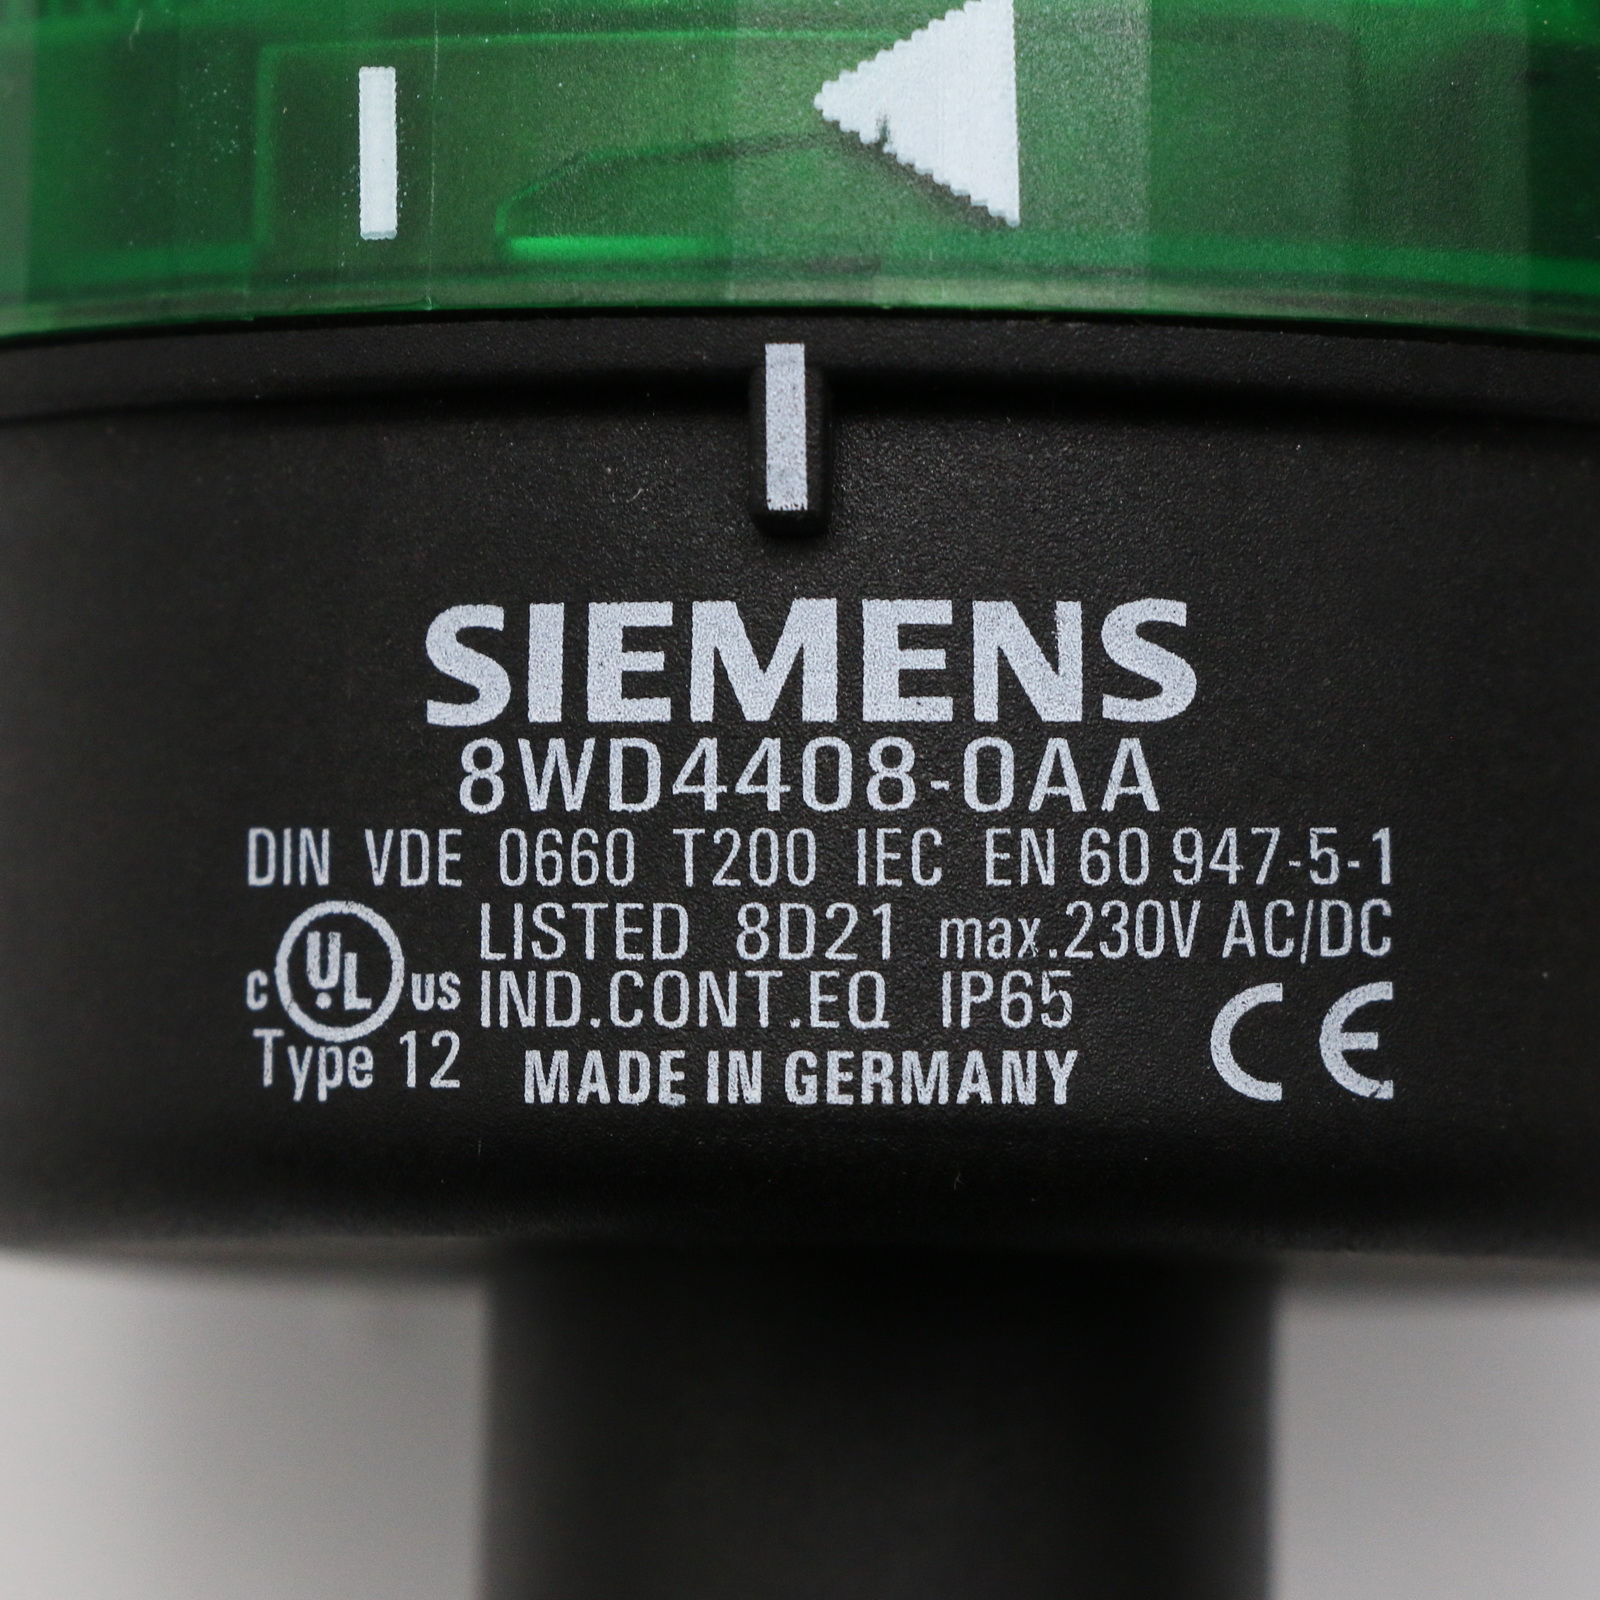 SIEMENS
8WD4408-0AA
DIN VDE 0660 T200 IEC EN 60 947-5-1
LISTED 8D21 max.230V AC/DC
c UL US IND.CONT.EQ IP65
Type 12 MADE IN GERMANY CE